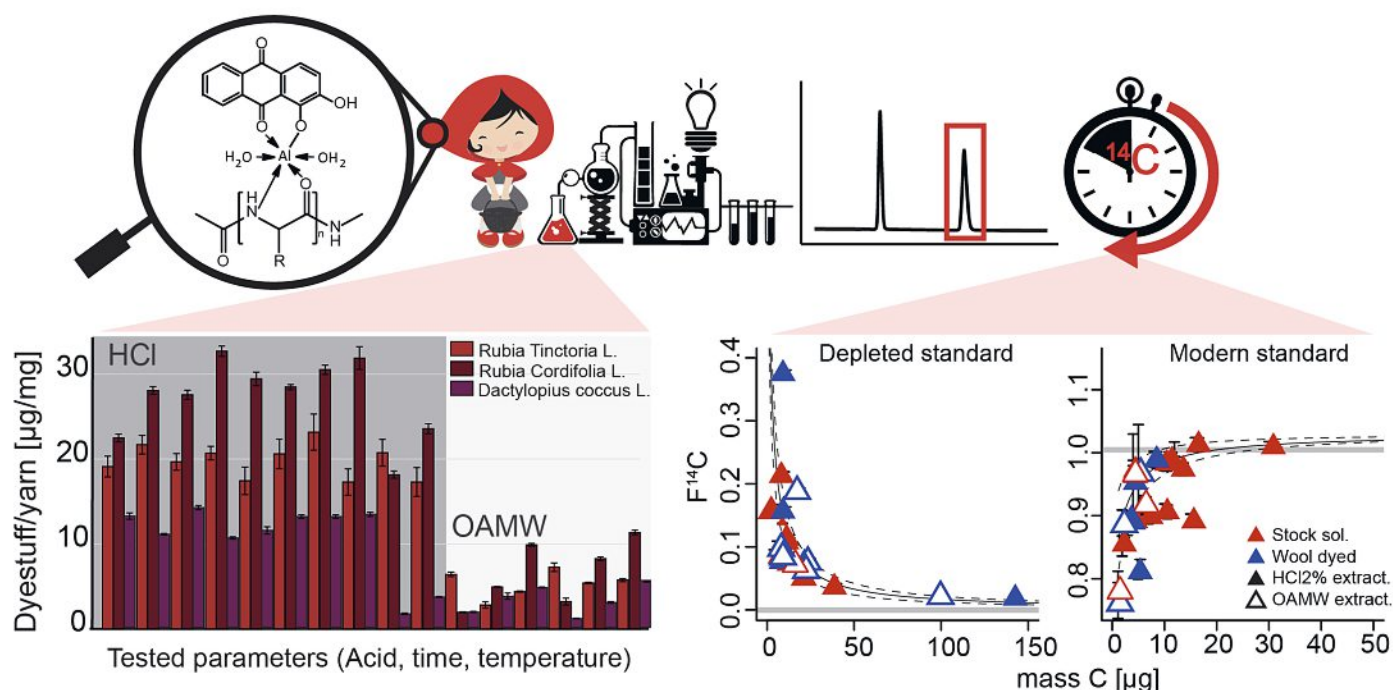 O
O
OH
O
O
H₂O
Al
OH₂
O
H
N
N
H
n
O
R
¹⁴C
HCl
OAMW
Rubia Tinctoria L.
Rubia Cordifolia L.
Dactylopius coccus L.
Dyestuff/yarn [µg/mg]
30
20
10
0
Tested parameters (Acid, time, temperature)
Depleted standard
F¹⁴C
0.4
0.3
0.2
0.1
0.0
0
50
100
150
Modern standard
1.1
1.0
0.9
0.8
0
10
20
30
40
50
Stock sol.
Wool dyed
HCl2% extract.
OAMW extract.
mass C [µg]